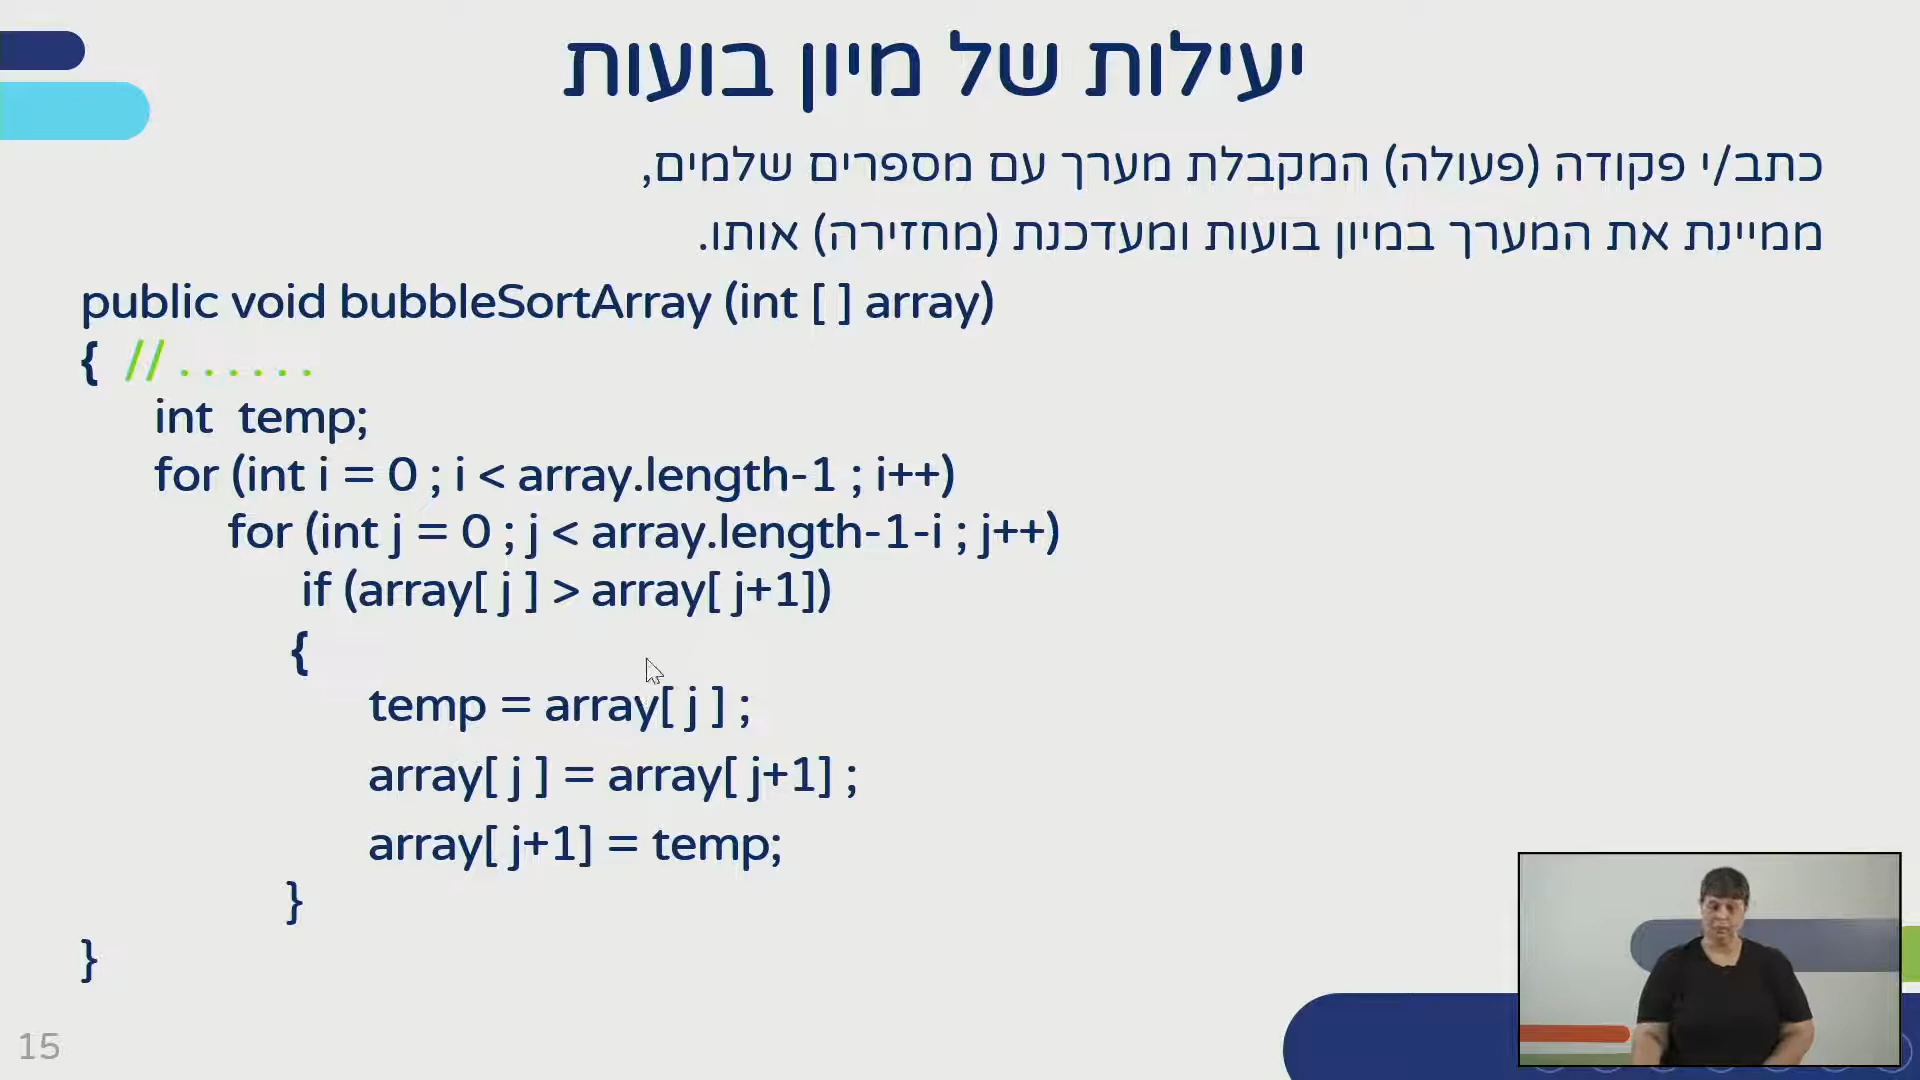 יעילות של מיון בועות
כתב/י פקודה (פעולה) המקבלת מערך עם מספרים שלמים,
ממיינת את המערך במיון בועות ומעדכנת (מחזירה) אותו.
public void bubbleSortArray (int [ ] array)
{ // . . . . . .
int temp;
for (int i = 0 ; i < array.length-1 ; i++)
for (int j = 0 ; j < array.length-1-i ; j++)
if (array[ j ] > array[ j+1])
{
temp = array[ j ] ;
array[ j ] = array[ j+1] ;
array[ j+1] = temp;
}
}
15